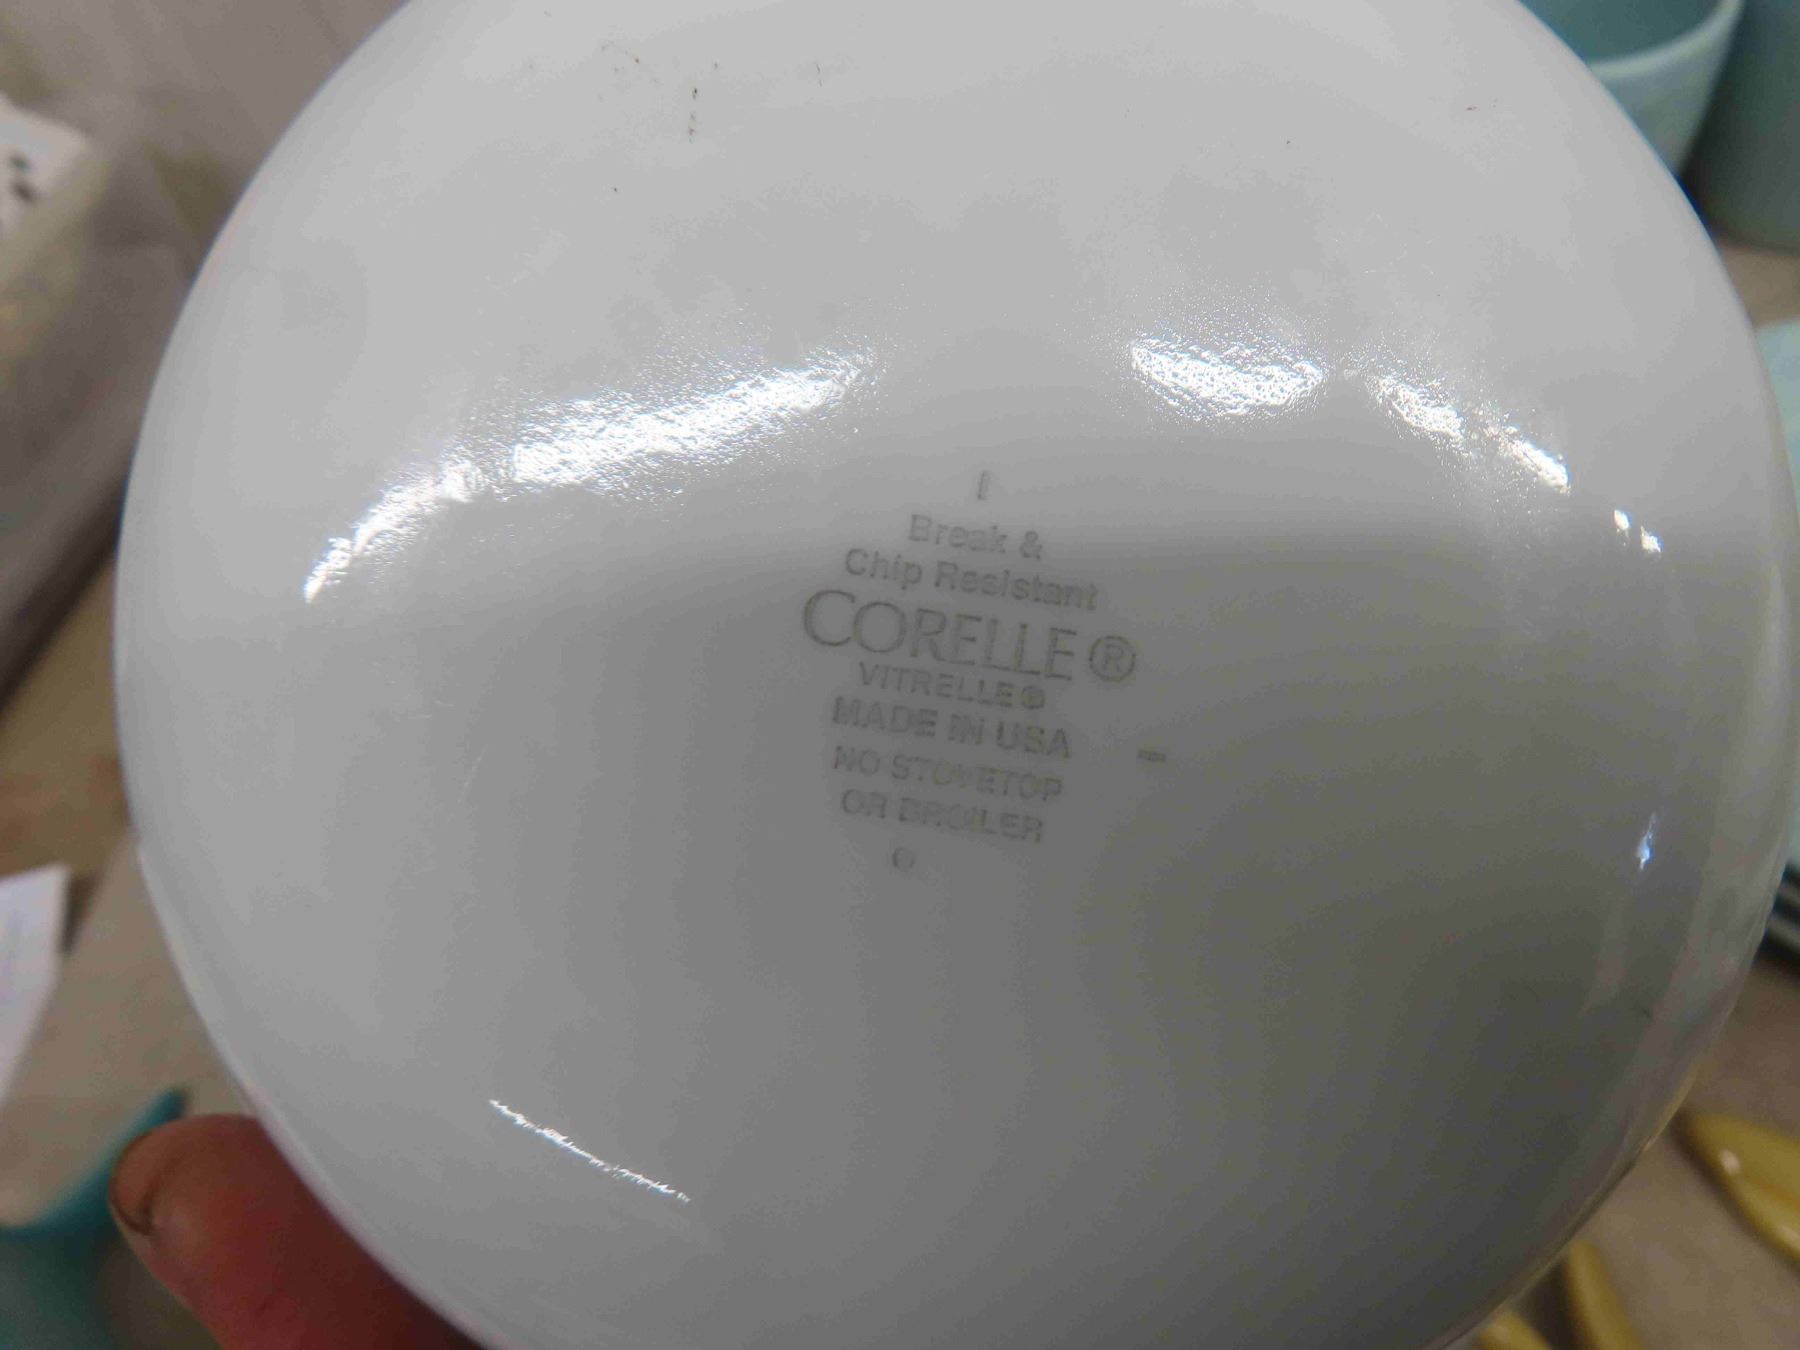 I
Break &
Chip Resistant
CORELLE®
VITRELLE®
MADE IN USA -
NO STOVETOP
OR BROILER